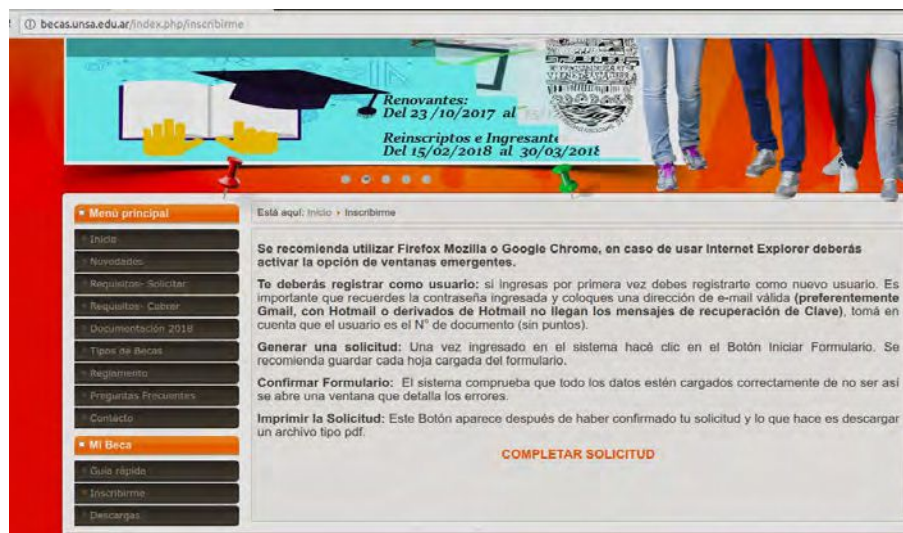 becas.unsa.edu.ar/index.php/inscribirme
Renovantes:
Del 23/10/2017 al
Reinscriptos e Ingresante
Del 15/02/2018 al 30/03/2018
Menú principal
Inicio
Novedades
Requisitos- Solicitar
Requisitos- Cobrar
Documentación 2018
Tipos de Becas
Reglamento
Preguntas Frecuentes
Contacto
Mi Beca
Guía rápida
Inscribirme
Descargas
Está aquí: Inicio Inscribirme
Se recomienda utilizar Firefox Mozilla o Google Chrome, en caso de usar Internet Explorer deberás
activar la opción de ventanas emergentes.
Te deberás registrar como usuario: si ingresas por primera vez debes registrarte como nuevo usuario. Es
importante que recuerdes la contraseña ingresada y coloques una dirección de e-mail válida (preferentemente
Gmail, con Hotmail o derivados de Hotmail no llegan los mensajes de recuperación de Clave), tomá en
cuenta que el usuario es el N° de documento (sin puntos).
Generar una solicitud: Una vez ingresado en el sistema hacé clic en el Botón Iniciar Formulario. Se
recomienda guardar cada hoja cargada del formulario.
Confirmar Formulario: El sistema comprueba que todo los datos estén cargados correctamente de no ser así
se abre una ventana que detalla los errores.
Imprimir la Solicitud: Este Botón aparece después de haber confirmado tu solicitud y lo que hace es descargar
un archivo tipo pdf.
COMPLETAR SOLICITUD